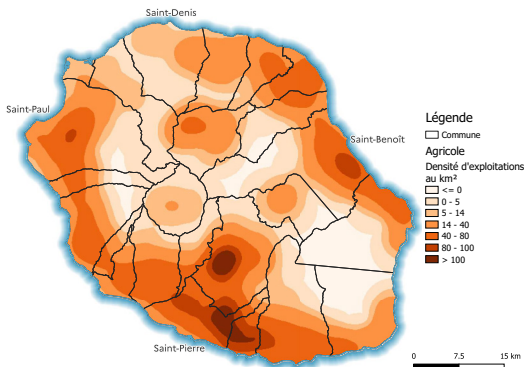 Saint-Denis
Saint-Paul
Saint-Benoît
Saint-Pierre
Légende
Commune
Agricole
Densité d'exploitations
au km²
<= 0
0 - 5
5 - 14
14 - 40
40 - 80
80 - 100
> 100
0 7.5 15 km